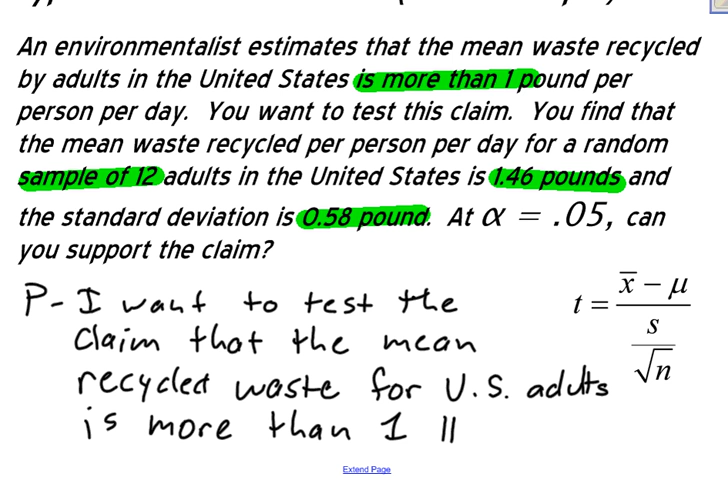 An environmentalist estimates that the mean waste recycled
by adults in the United States is more than 1 pound per
person per day. You want to test this claim. You find that
the mean waste recycled per person per day for a random
sample of 12 adults in the United States is 1.46 pounds and
the standard deviation is 0.58 pound. At α = .05, can
you support the claim?
P- I want to test the
claim that the mean
recycled waste for U.S. adults
is more than 1 ll
t = (x̄ − μ) / (s / √n)
Extend Page